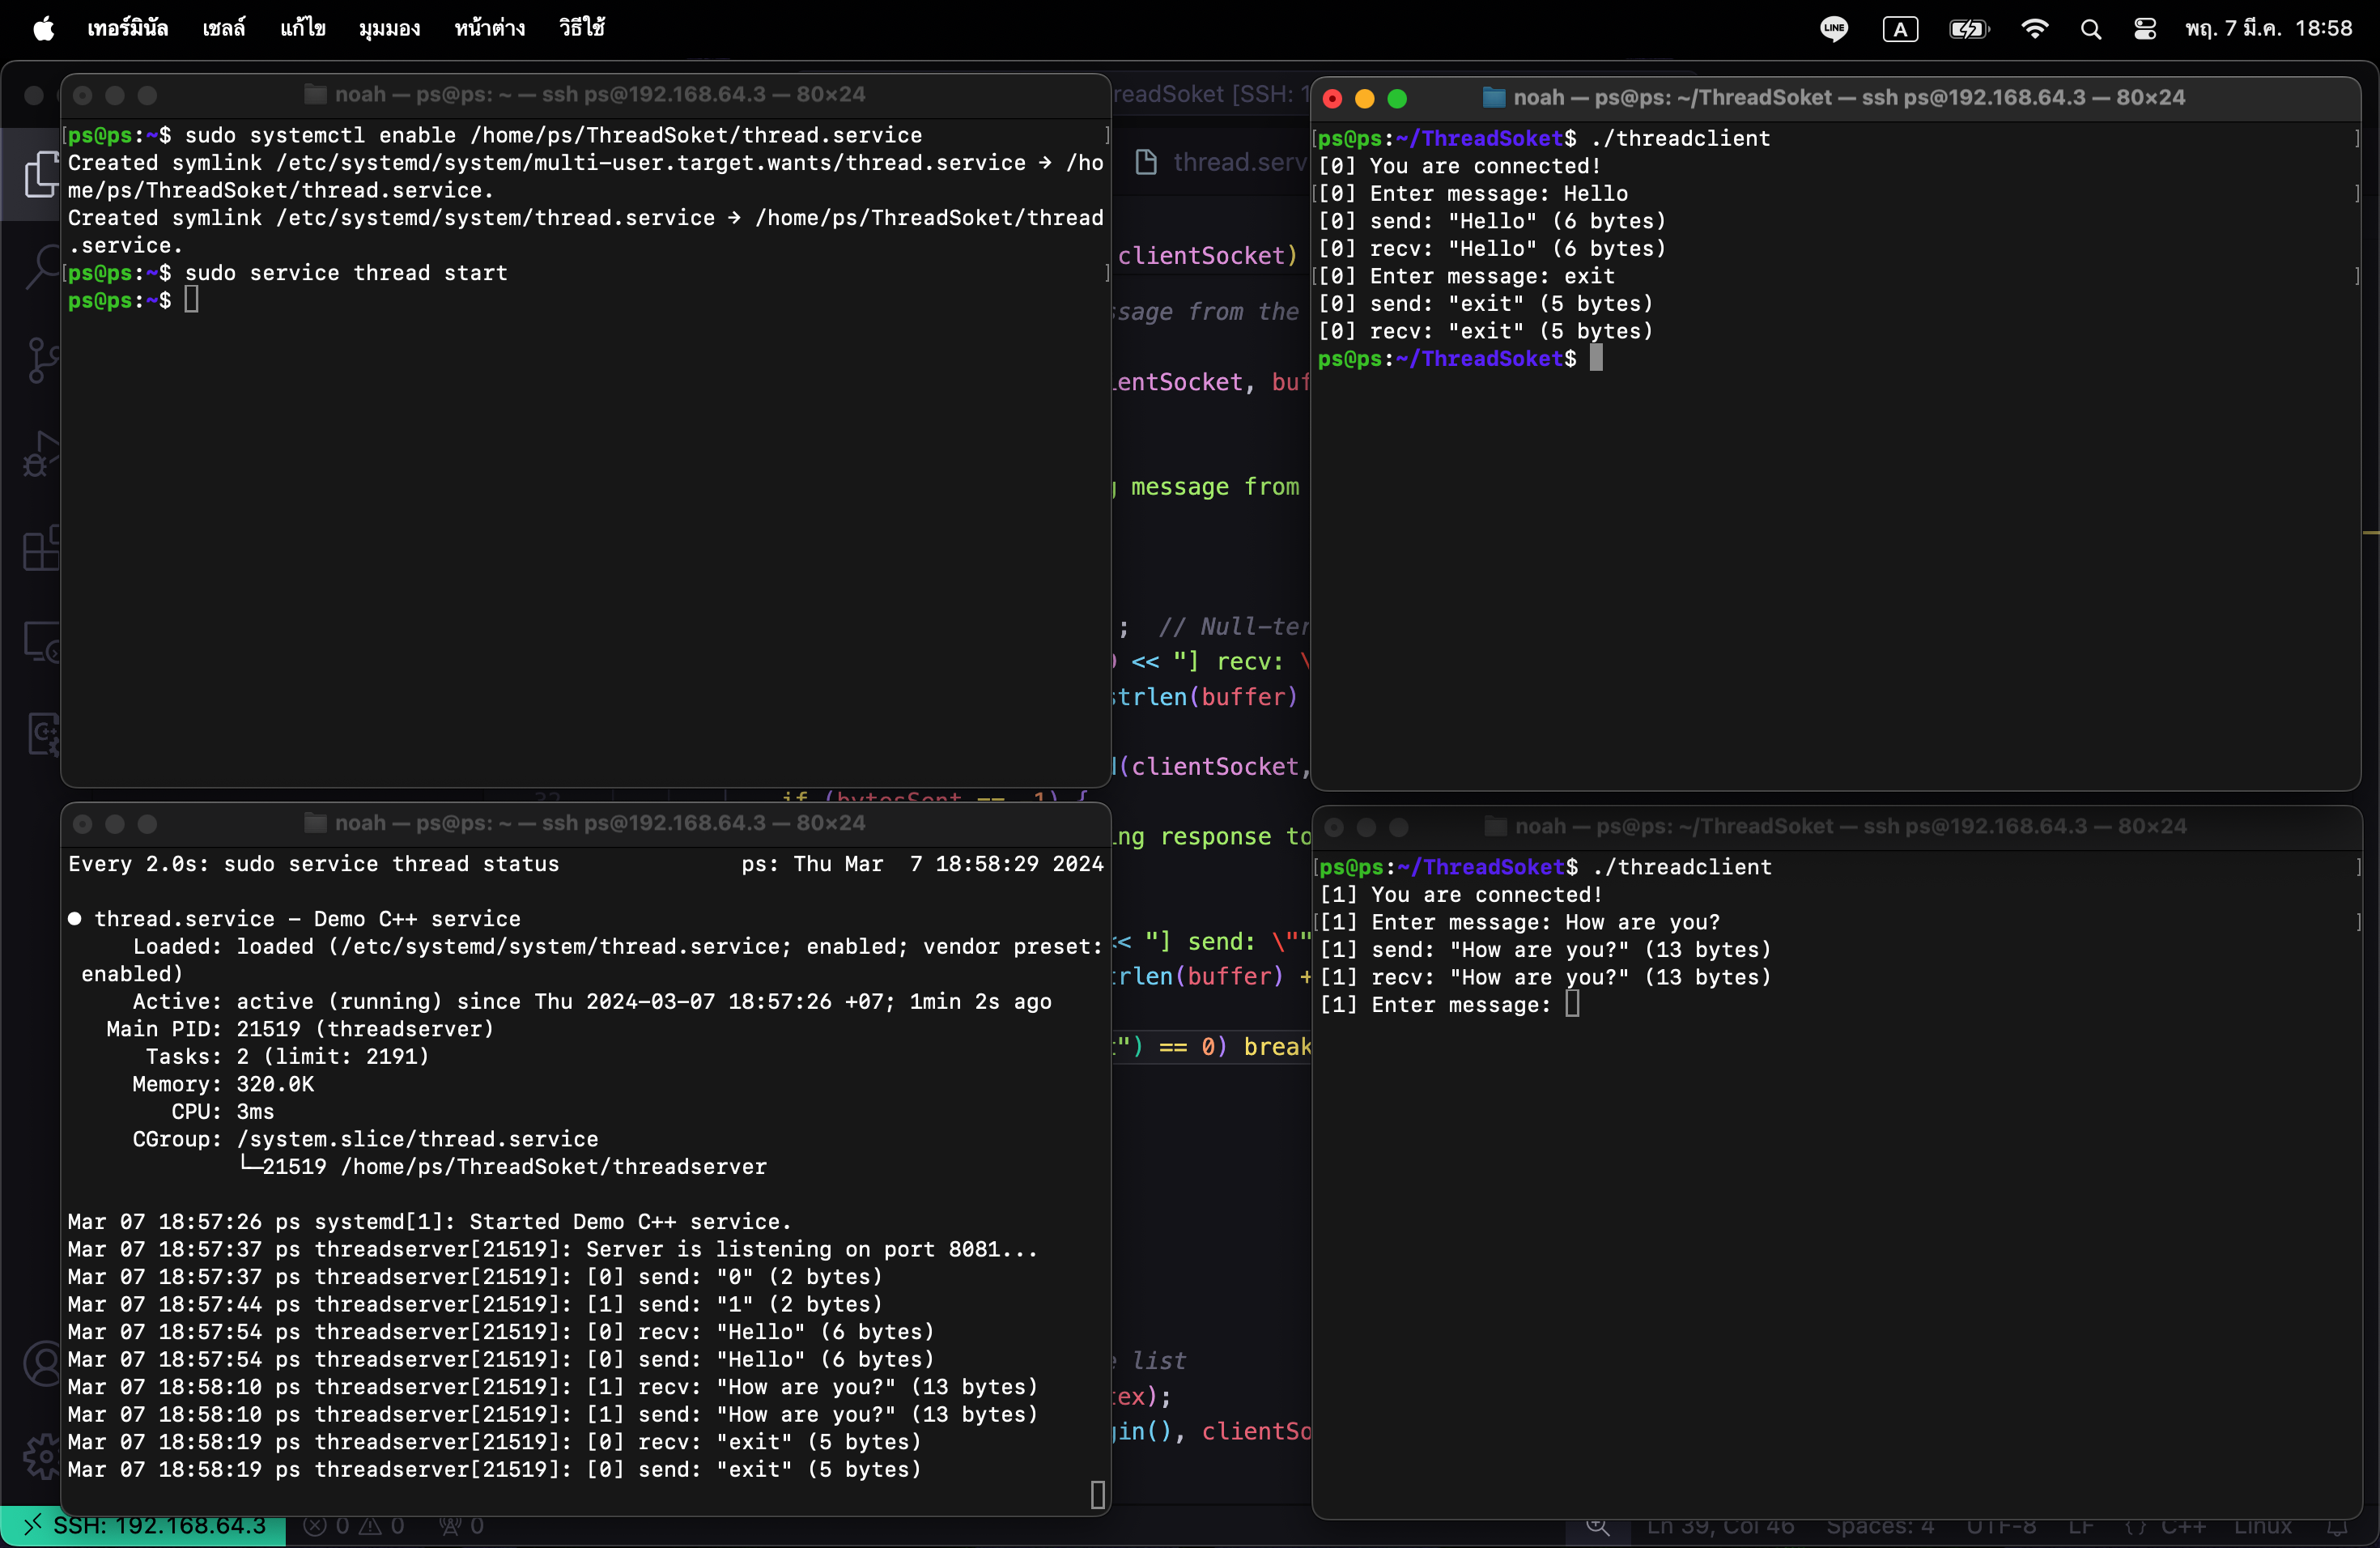 เทอร์มินัล เชลล์ แก้ไข มุมมอง หน้าต่าง วิธีใช้ LINE A พฤ. 7 มี.ค. 18:58
noah — ps@ps: ~ — ssh ps@192.168.64.3 — 80×24
ps@ps:~$ sudo systemctl enable /home/ps/ThreadSoket/thread.service
Created symlink /etc/systemd/system/multi-user.target.wants/thread.service → /ho
me/ps/ThreadSoket/thread.service.
Created symlink /etc/systemd/system/thread.service → /home/ps/ThreadSoket/thread
.service.
ps@ps:~$ sudo service thread start
ps@ps:~$
readSoket [SSH: 1
thread.serv
clientSocket)
ssage from the
entSocket, buf
message from
; // Null-ter
<< "] recv: \
strlen(buffer)
(clientSocket,
32 if (bytesSent == -1) {
ing response to
<< "] send: \""
trlen(buffer) +
t") == 0) break
list
tex);
gin(), clientSo
noah — ps@ps: ~/ThreadSoket — ssh ps@192.168.64.3 — 80×24
ps@ps:~/ThreadSoket$ ./threadclient
[0] You are connected!
[0] Enter message: Hello
[0] send: "Hello" (6 bytes)
[0] recv: "Hello" (6 bytes)
[0] Enter message: exit
[0] send: "exit" (5 bytes)
[0] recv: "exit" (5 bytes)
ps@ps:~/ThreadSoket$
noah — ps@ps: ~ — ssh ps@192.168.64.3 — 80×24
Every 2.0s: sudo service thread status ps: Thu Mar 7 18:58:29 2024
● thread.service - Demo C++ service
Loaded: loaded (/etc/systemd/system/thread.service; enabled; vendor preset:
enabled)
Active: active (running) since Thu 2024-03-07 18:57:26 +07; 1min 2s ago
Main PID: 21519 (threadserver)
Tasks: 2 (limit: 2191)
Memory: 320.0K
CPU: 3ms
CGroup: /system.slice/thread.service
└─21519 /home/ps/ThreadSoket/threadserver
Mar 07 18:57:26 ps systemd[1]: Started Demo C++ service.
Mar 07 18:57:37 ps threadserver[21519]: Server is listening on port 8081...
Mar 07 18:57:37 ps threadserver[21519]: [0] send: "0" (2 bytes)
Mar 07 18:57:44 ps threadserver[21519]: [1] send: "1" (2 bytes)
Mar 07 18:57:54 ps threadserver[21519]: [0] recv: "Hello" (6 bytes)
Mar 07 18:57:54 ps threadserver[21519]: [0] send: "Hello" (6 bytes)
Mar 07 18:58:10 ps threadserver[21519]: [1] recv: "How are you?" (13 bytes)
Mar 07 18:58:10 ps threadserver[21519]: [1] send: "How are you?" (13 bytes)
Mar 07 18:58:19 ps threadserver[21519]: [0] recv: "exit" (5 bytes)
Mar 07 18:58:19 ps threadserver[21519]: [0] send: "exit" (5 bytes)
noah — ps@ps: ~/ThreadSoket — ssh ps@192.168.64.3 — 80×24
ps@ps:~/ThreadSoket$ ./threadclient
[1] You are connected!
[1] Enter message: How are you?
[1] send: "How are you?" (13 bytes)
[1] recv: "How are you?" (13 bytes)
[1] Enter message:
SSH: 192.168.64.3 0 0 0 Ln 39, Col 46 Spaces: 4 UTF-8 LF {} C++ Linux